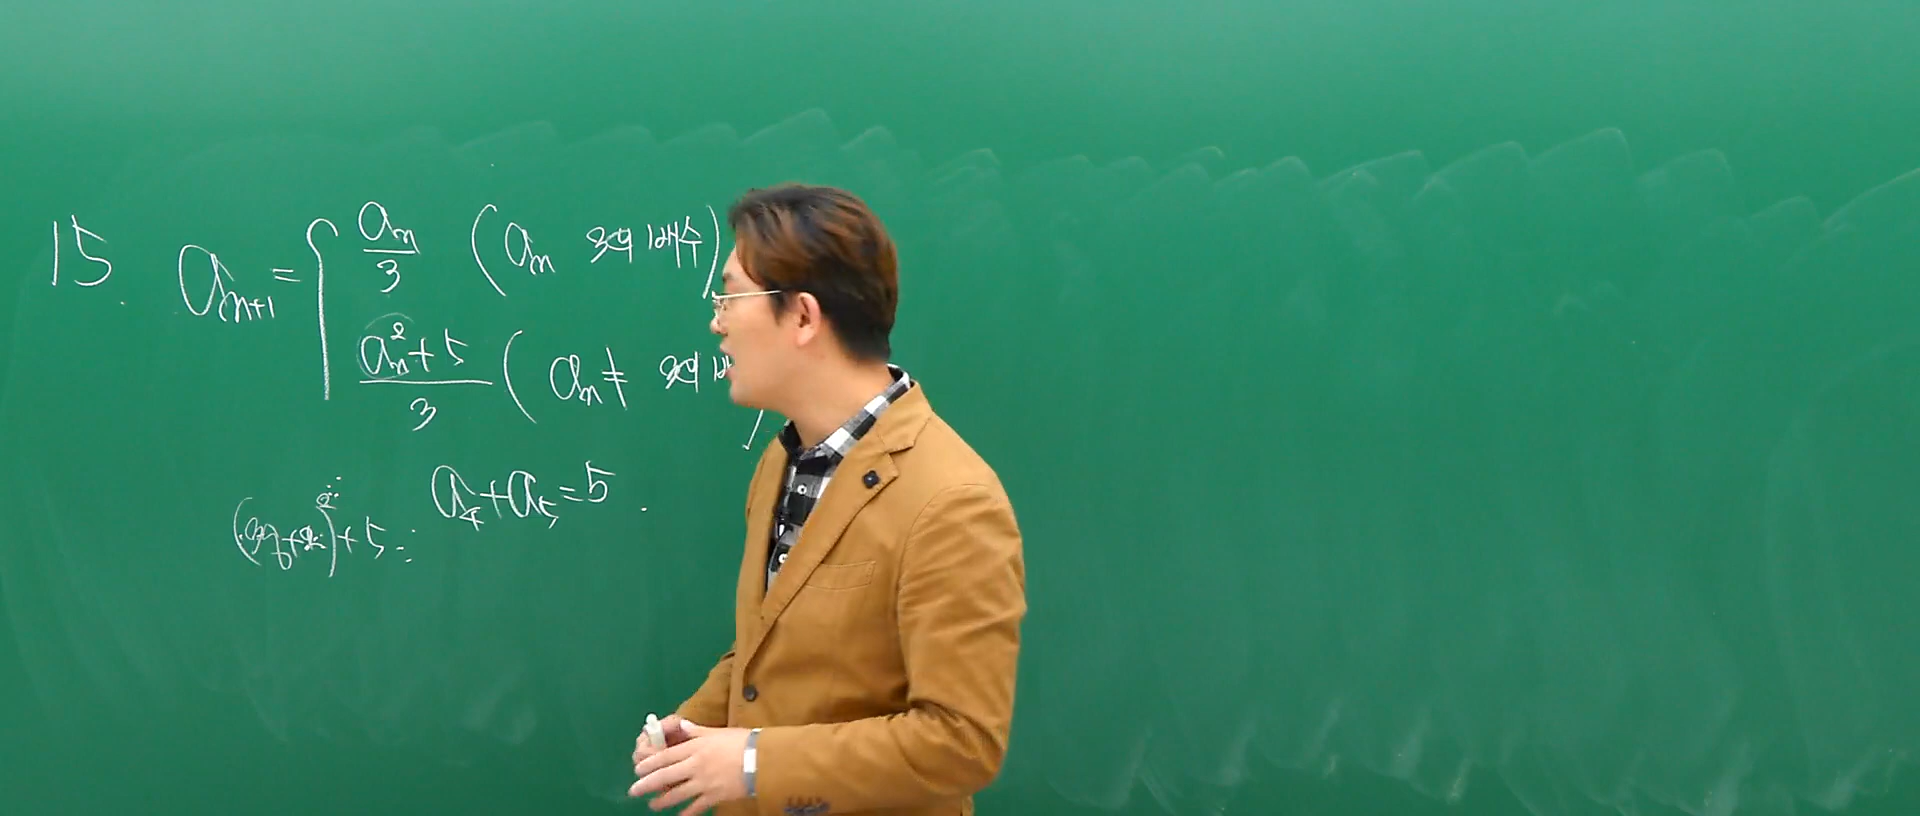 15. a_{n+1} = { a_n/3 (a_n 3의 배수)
(a_n^2+5)/3 (a_n ≠ 3의 배
a_4+a_5=5.
+5